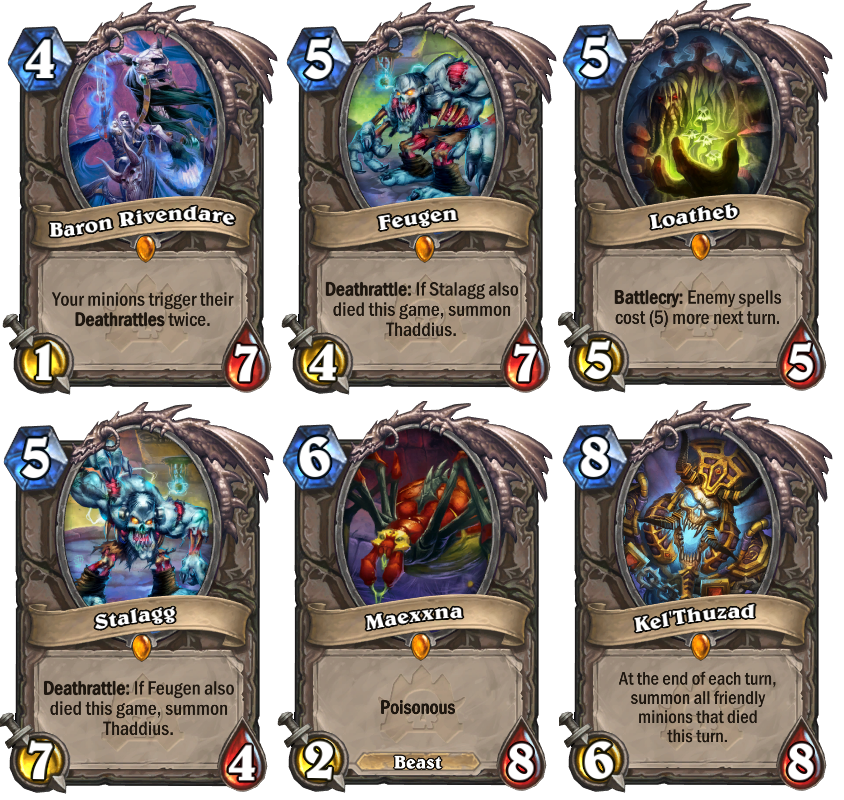 4
Baron Rivendare
Your minions trigger their
Deathrattles twice.
1
7
5
Feugen
Deathrattle: If Stalagg also
died this game, summon
Thaddius.
4
7
5
Loatheb
Battlecry: Enemy spells
cost (5) more next turn.
5
5
5
Stalagg
Deathrattle: If Feugen also
died this game, summon
Thaddius.
7
4
6
Maexxna
Poisonous
2
Beast
8
8
Kel'Thuzad
At the end of each turn,
summon all friendly
minions that died
this turn.
6
8